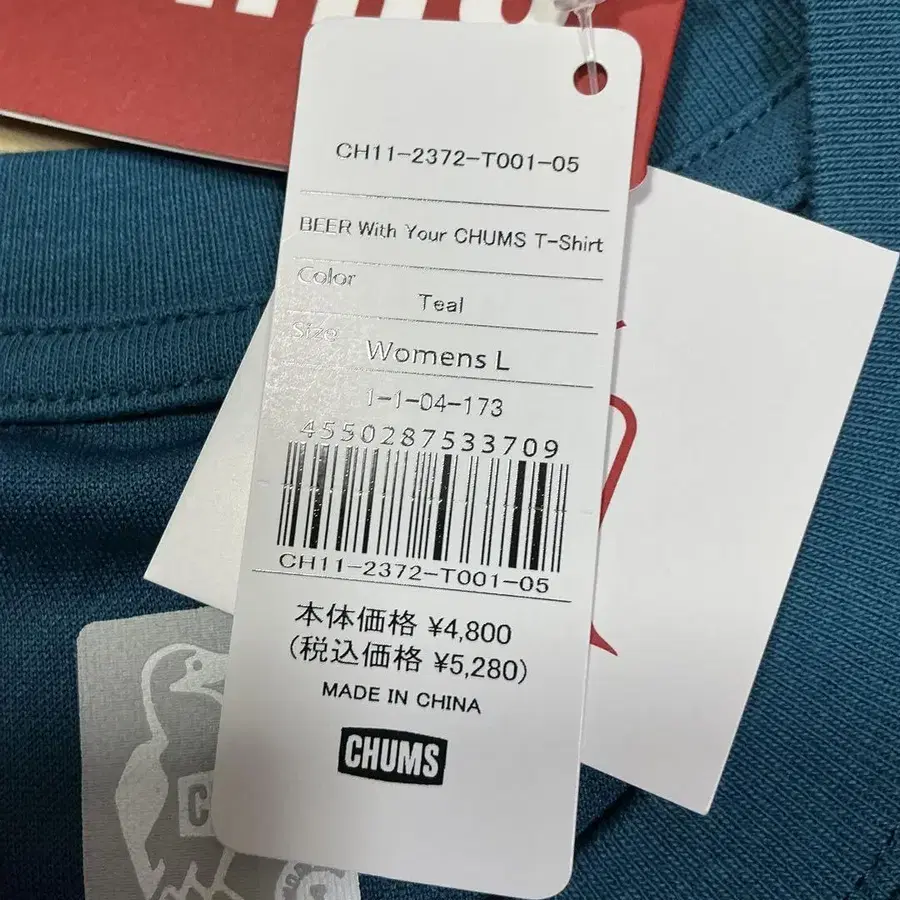 CH11-2372-T001-05
BEER With Your CHUMS T-Shirt
Color
Teal
Size
Womens L
1-1-04-173
4550287533709
CH11-2372-T001-05
本体価格 ¥4,800
(税込価格 ¥5,280)
MADE IN CHINA
CHUMS